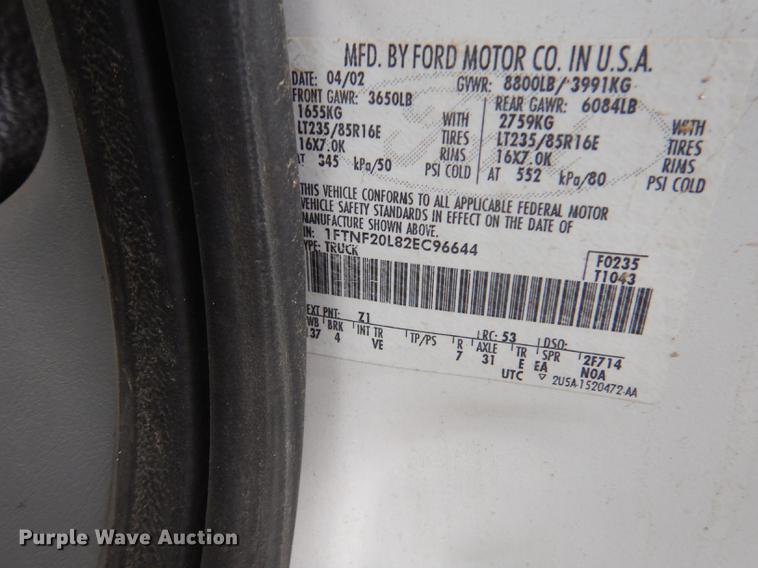 MFD. BY FORD MOTOR CO. IN U.S.A.
DATE: 04/02 GVWR: 8800LB/ 3991KG
FRONT GAWR: 3650LB REAR GAWR: 6084LB
1655KG WITH 2759KG WITH
LT235/85R16E TIRES LT235/85R16E TIRES
16X7.0K RIMS 16X7.0K RIMS
AT 345 kPa/50 PSI COLD AT 552 kPa/80 PSI COLD
THIS VEHICLE CONFORMS TO ALL APPLICABLE FEDERAL MOTOR
VEHICLE SAFETY STANDARDS IN EFFECT ON THE DATE OF
MANUFACTURE SHOWN ABOVE.
IN: 1FTNF20L82EC96644
TYPE: TRUCK
F0235
T1043
EXT PNT: Z1 RC: 53 DSO:
WB BRK INT TR TP/PS R AXLE TR SPR 2F714
37 4 VE 7 31 E EA N0A
UTC ▽ 2U5A-1520472-AA
Purple Wave Auction